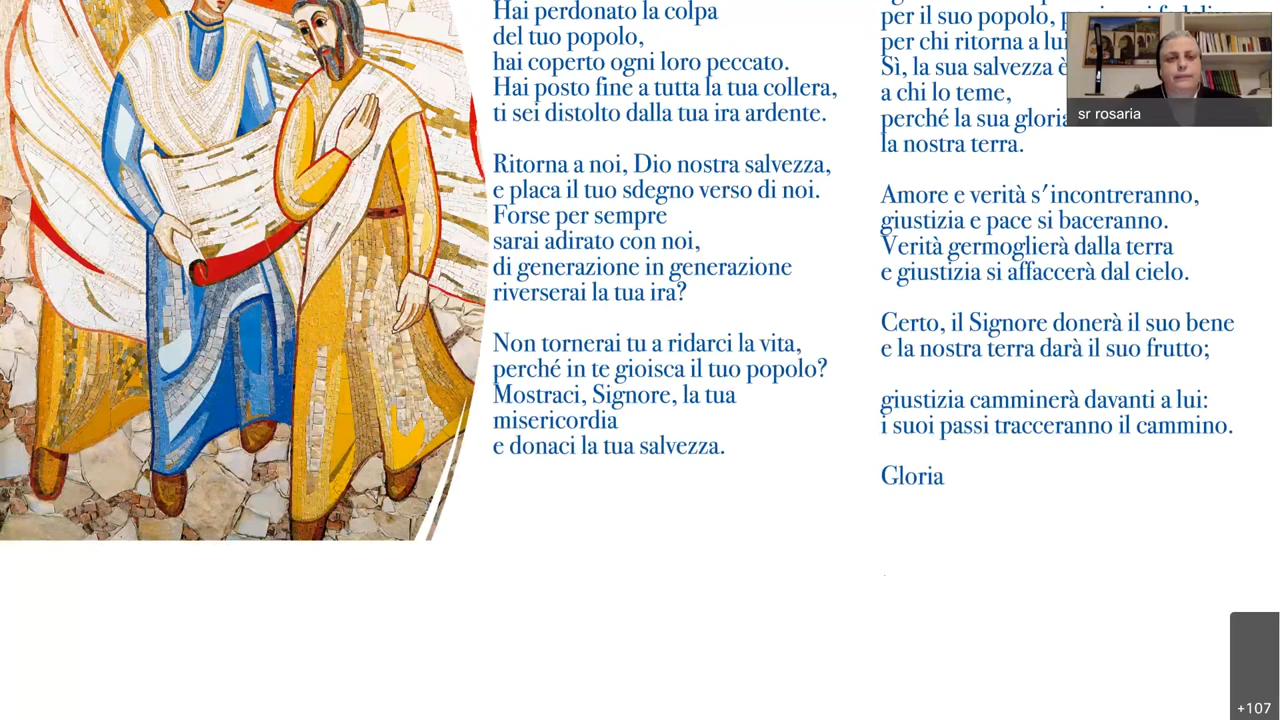 Hai perdonato la colpa
del tuo popolo,
hai coperto ogni loro peccato.
Hai posto fine a tutta la tua collera,
ti sei distolto dalla tua ira ardente.
Ritorna a noi, Dio nostra salvezza,
e placa il tuo sdegno verso di noi.
Forse per sempre
sarai adirato con noi,
di generazione in generazione
riverserai la tua ira?
Non tornerai tu a ridarci la vita,
perché in te gioisca il tuo popolo?
Mostraci, Signore, la tua
misericordia
e donaci la tua salvezza.
per il suo popolo,
per chi ritorna a lui
Sì, la sua salvezza è
a chi lo teme,
perché la sua gloria
la nostra terra.
Amore e verità s'incontreranno,
giustizia e pace si baceranno.
Verità germoglierà dalla terra
e giustizia si affaccerà dal cielo.
Certo, il Signore donerà il suo bene
e la nostra terra darà il suo frutto;
giustizia camminerà davanti a lui:
i suoi passi tracceranno il cammino.
Gloria
sr rosaria
+107